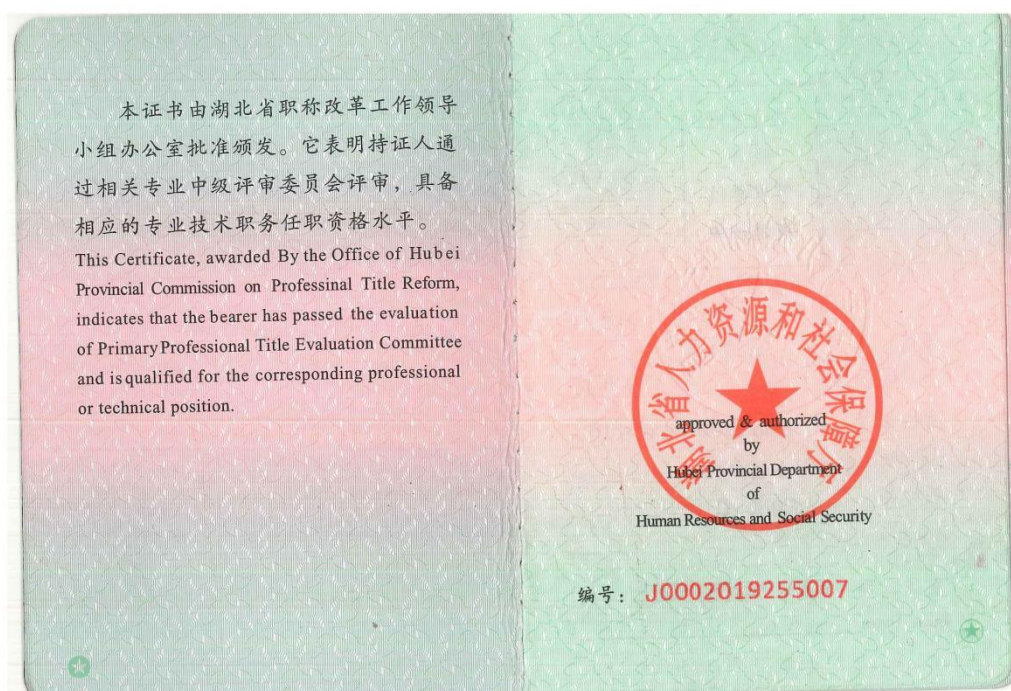 本证书由湖北省职称改革工作领导
小组办公室批准颁发。它表明持证人通
过相关专业中级评审委员会评审，具备
相应的专业技术职务任职资格水平。
This Certificate, awarded By the Office of Hubei
Provincial Commission on Professinal Title Reform,
indicates that the bearer has passed the evaluation
of Primary Professional Title Evaluation Committee
and is qualified for the corresponding professional
or technical position.
湖北省人力资源和社会保障厅
approved & authorized
by
Hubei Provincial Department
of
Human Resources and Social Security
编号：J0002019255007